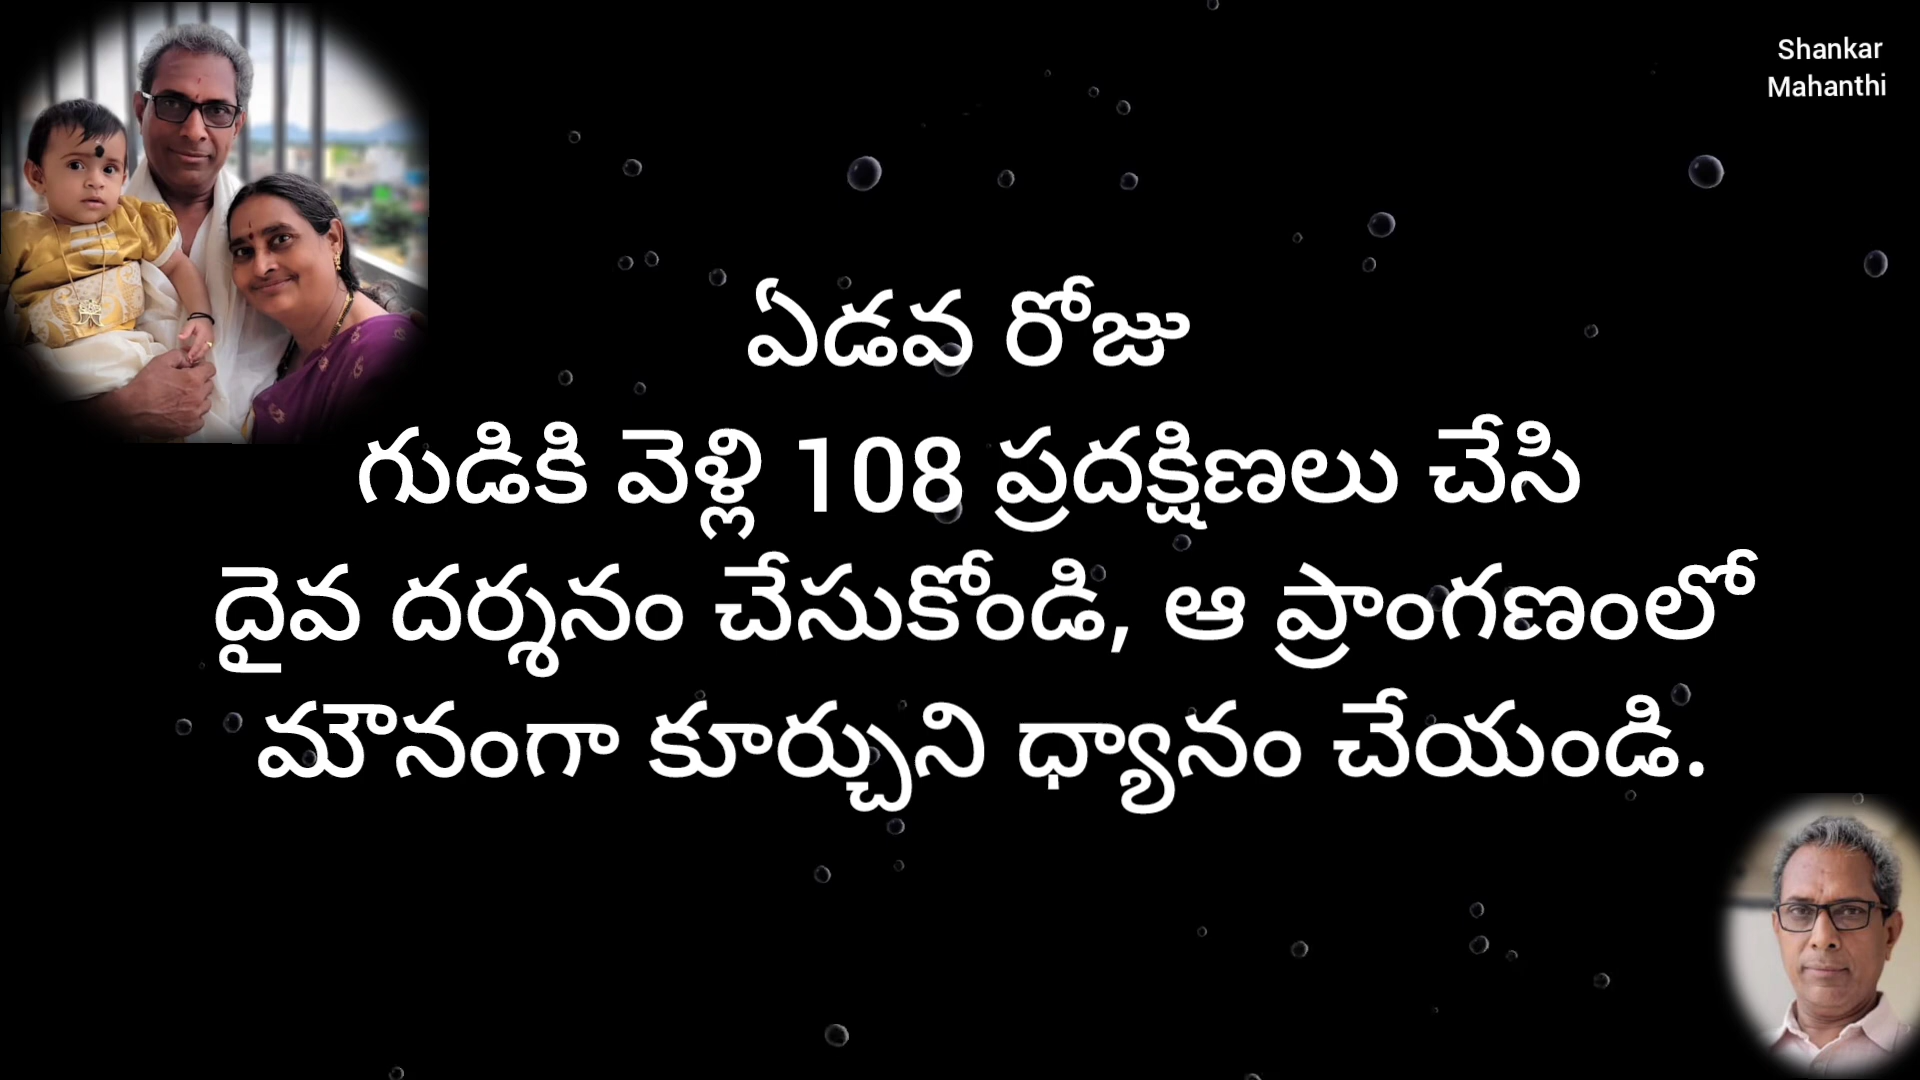 Shankar
Mahanthi
ఏడవ రోజు
గుడికి వెళ్లి 108 ప్రదక్షిణలు చేసి
దైవ దర్శనం చేసుకోండి, ఆ ప్రాంగణంలో
మౌనంగా కూర్చుని ధ్యానం చేయండి.